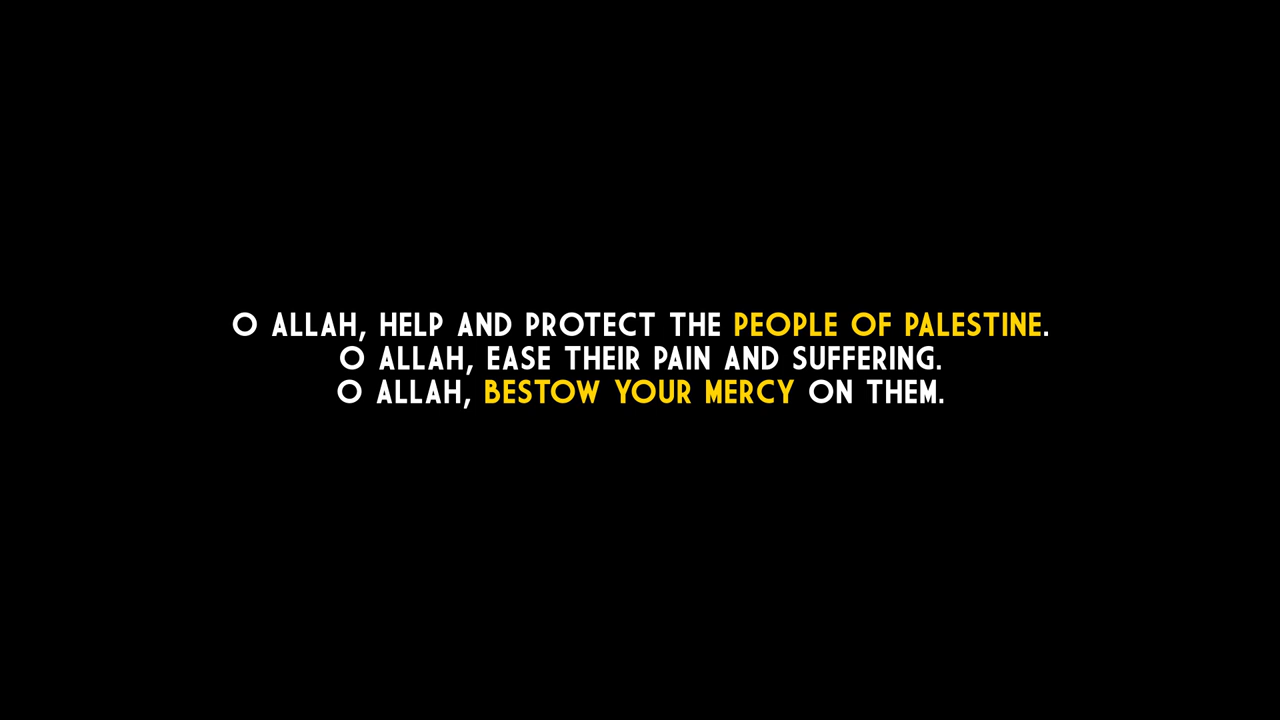 O ALLAH, HELP AND PROTECT THE PEOPLE OF PALESTINE.
O ALLAH, EASE THEIR PAIN AND SUFFERING.
O ALLAH, BESTOW YOUR MERCY ON THEM.